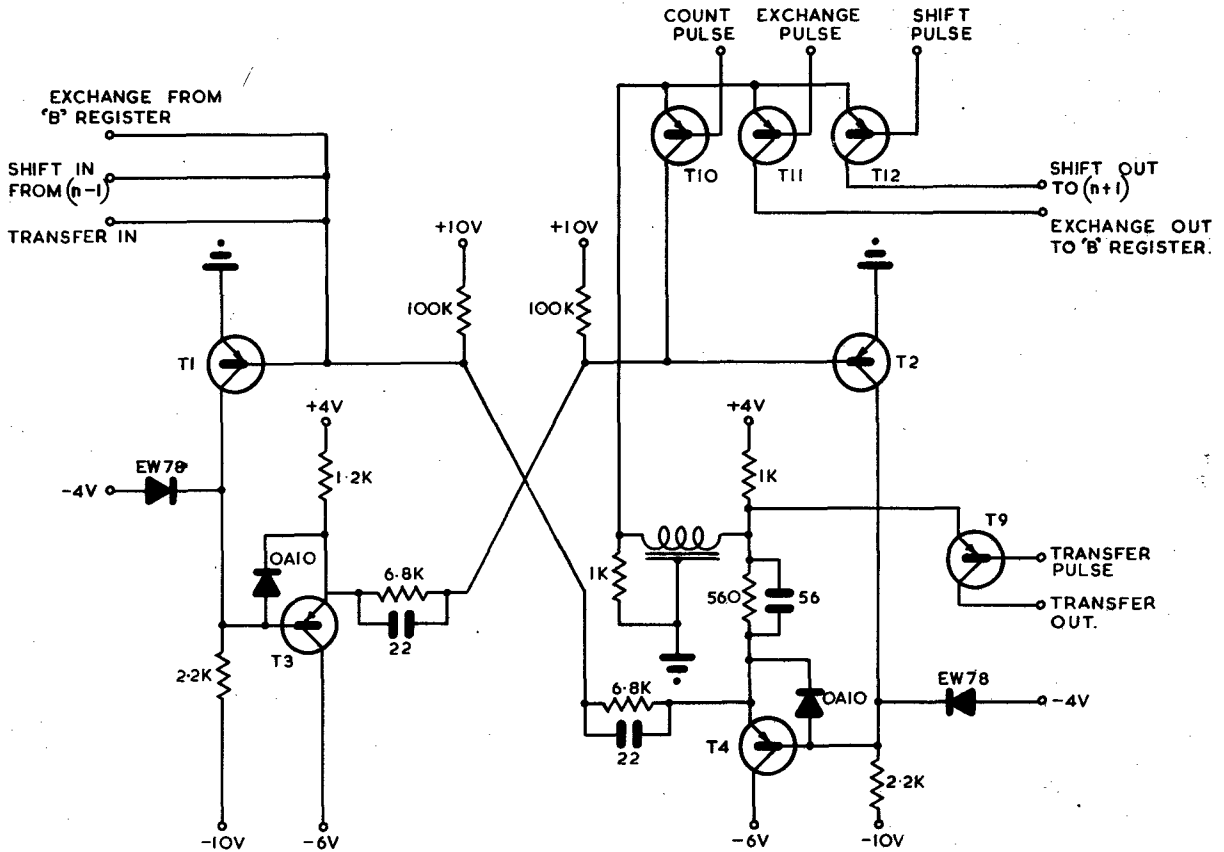 COUNT PULSE
EXCHANGE PULSE
SHIFT PULSE
EXCHANGE FROM
'B' REGISTER
SHIFT IN
FROM (n-1)
TRANSFER IN
T10
T11
T12
SHIFT OUT
TO (n+1)
EXCHANGE OUT
TO 'B' REGISTER.
+10V
+10V
100K
100K
T1
T2
+4V
+4V
EW78
-4V
1·2K
1K
T9
OA10
6·8K
1K
560
56
TRANSFER
PULSE
TRANSFER
OUT.
T3
22
2·2K
6·8K
OA10
EW78
-4V
22
T4
2·2K
-10V
-6V
-6V
-10V